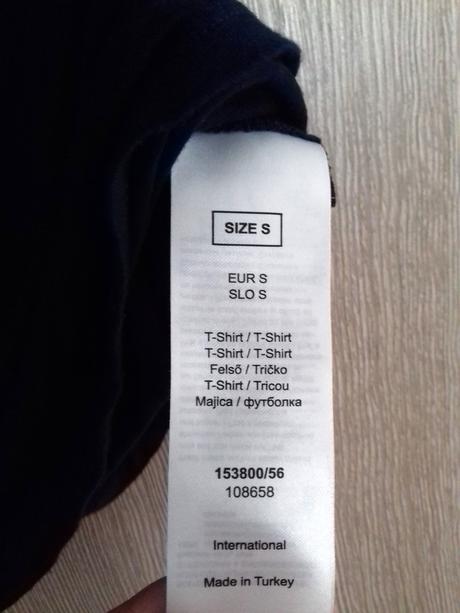 SIZE S
EUR S
SLO S
T-Shirt / T-Shirt
T-Shirt / T-Shirt
Felső / Tričko
T-Shirt / Tricou
Majica / футболка
153800/56
108658
International
Made in Turkey